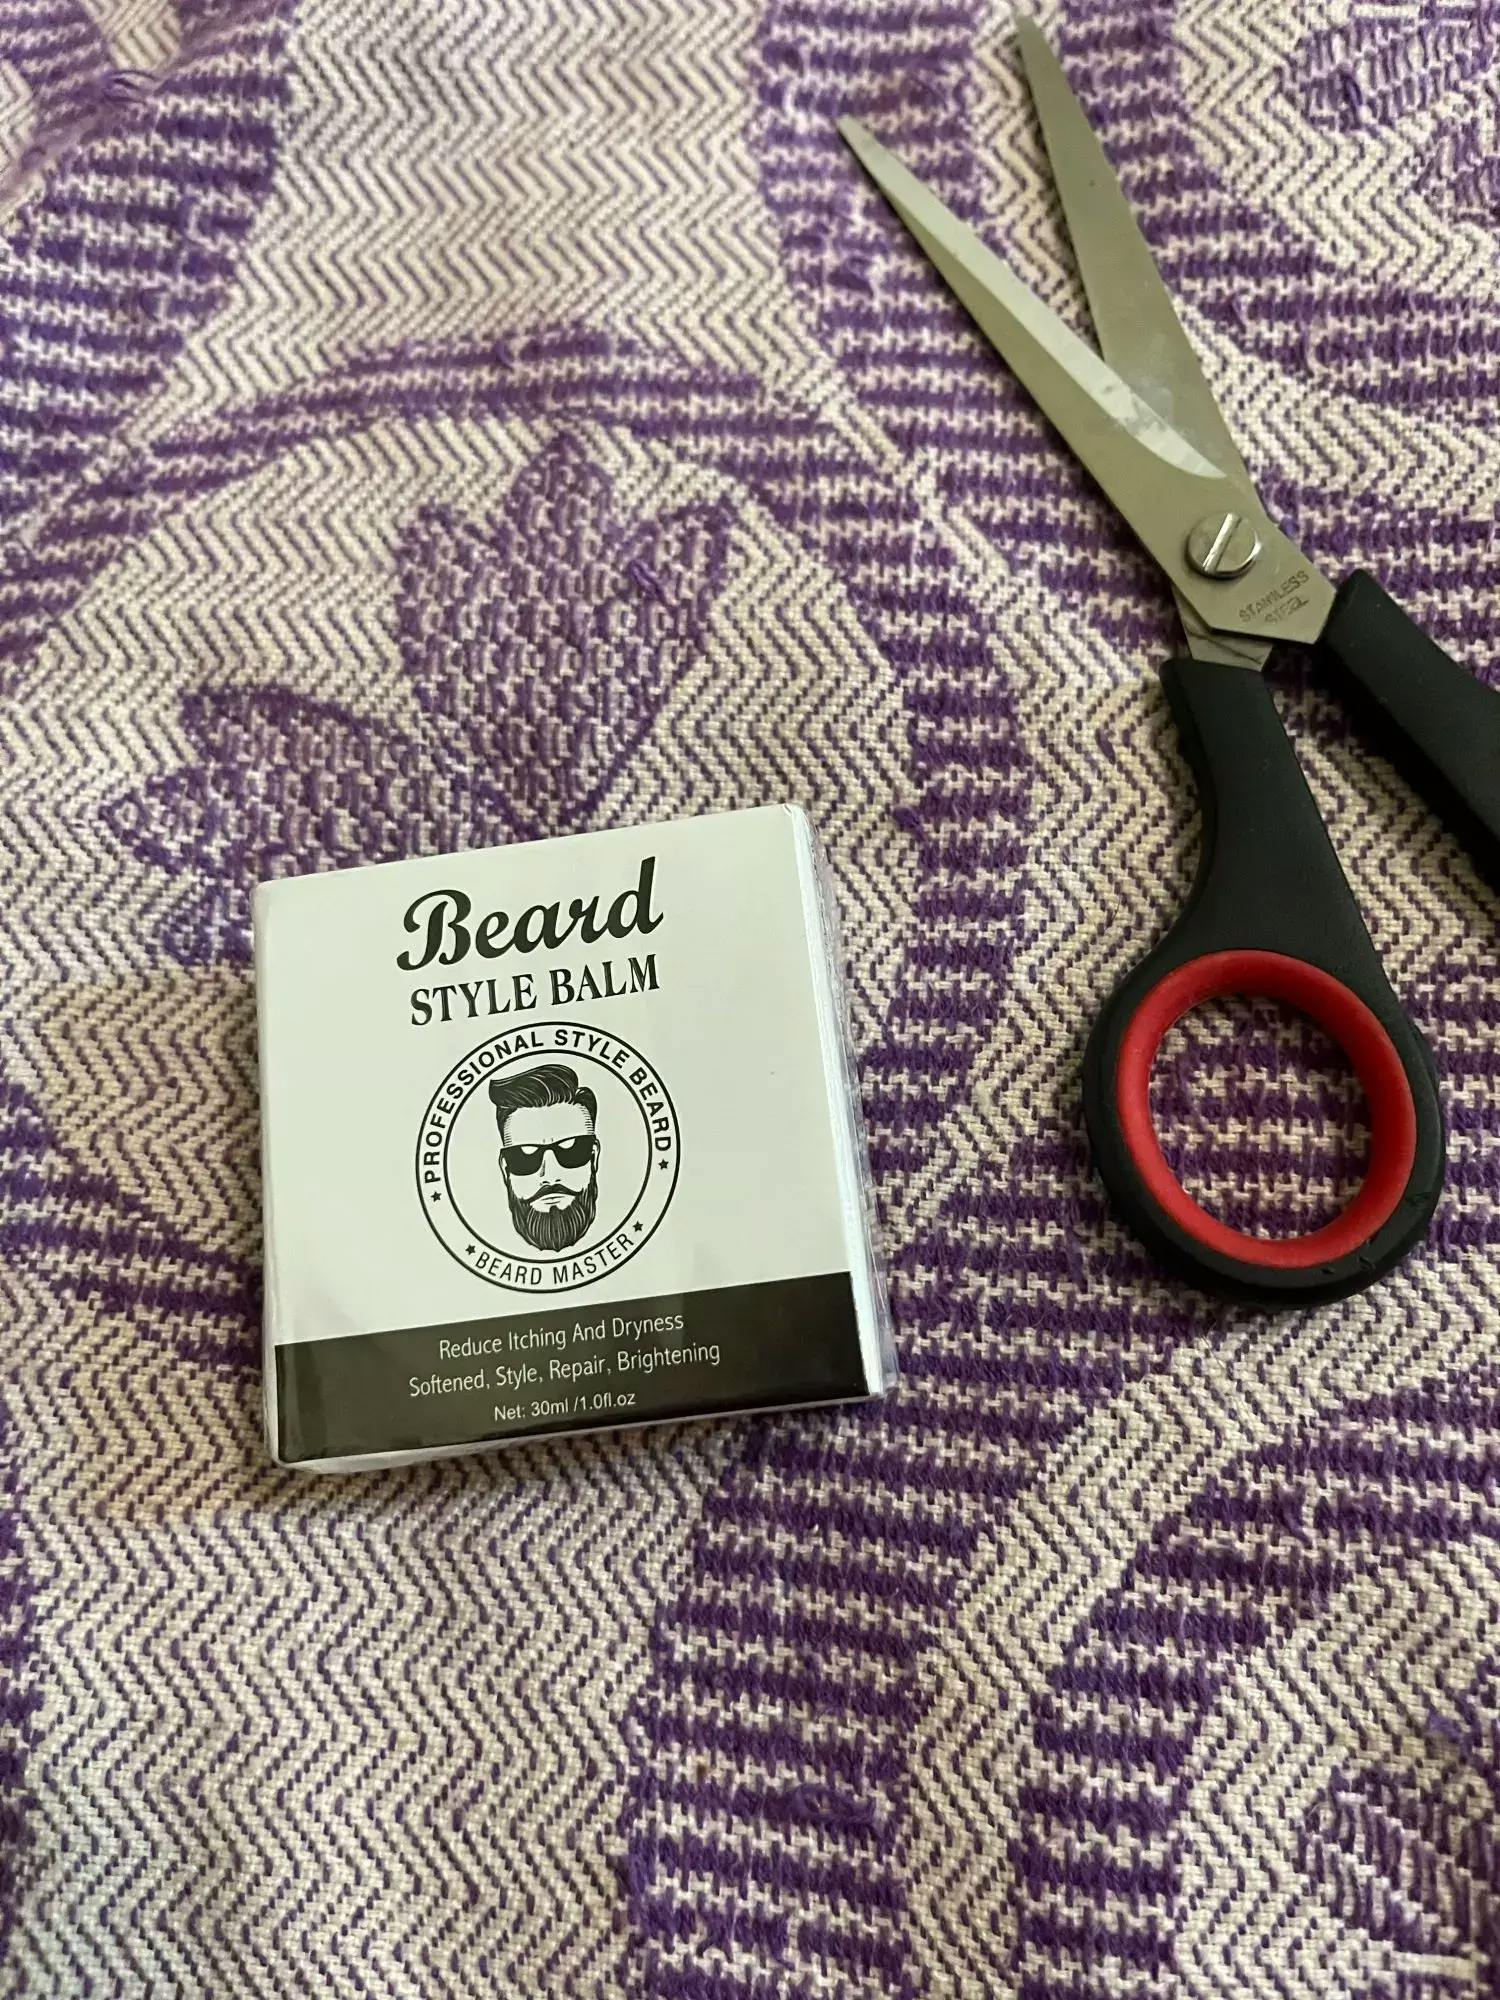 STAINLESS
STEEL
Beard
STYLE BALM
PROFESSIONAL STYLE BEARD
BEARD MASTER
Reduce Itching And Dryness
Softened, Style, Repair, Brightening
Net: 30ml /1.0fl.oz